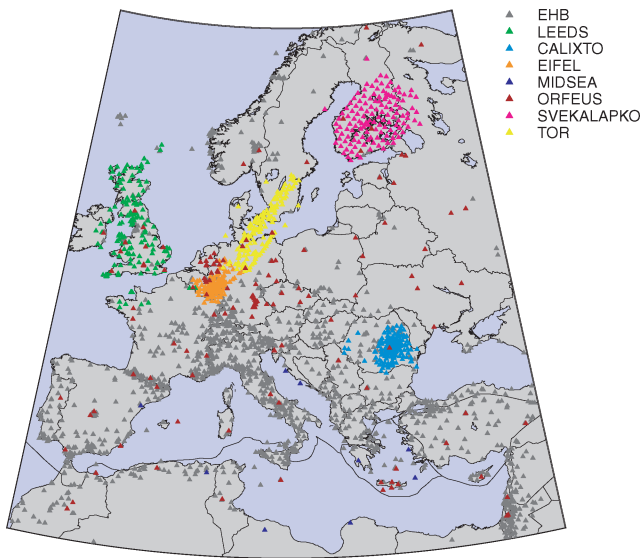 EHB
LEEDS
CALIXTO
EIFEL
MIDSEA
ORFEUS
SVEKALAPKO
TOR